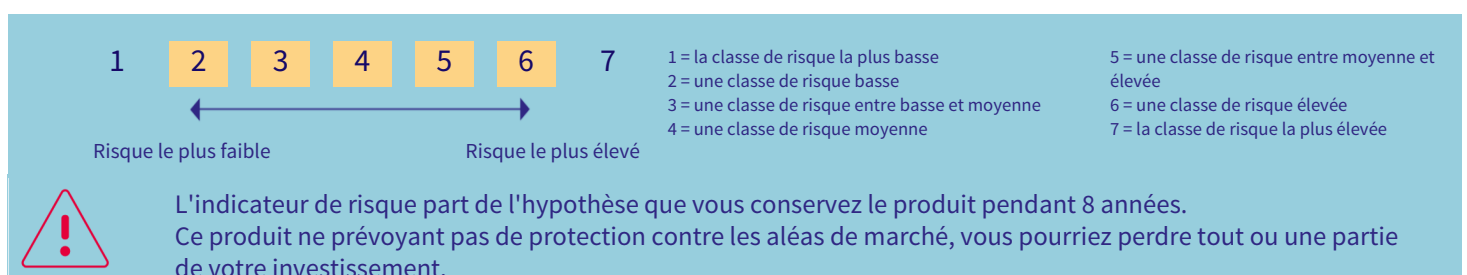 1 2 3 4 5 6 7
Risque le plus faible Risque le plus élevé
1 = la classe de risque la plus basse
2 = une classe de risque basse
3 = une classe de risque entre basse et moyenne
4 = une classe de risque moyenne
5 = une classe de risque entre moyenne et
élevée
6 = une classe de risque élevée
7 = la classe de risque la plus élevée
L'indicateur de risque part de l'hypothèse que vous conservez le produit pendant 8 années.
Ce produit ne prévoyant pas de protection contre les aléas de marché, vous pourriez perdre tout ou une partie
de votre investissement.